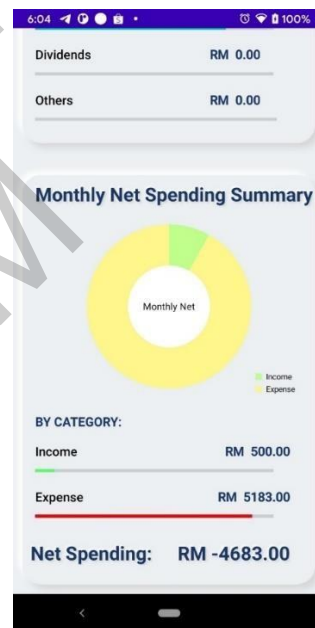 6:04 100%
Dividends RM 0.00
Others RM 0.00
Monthly Net Spending Summary
Monthly Net
Income
Expense
BY CATEGORY:
Income RM 500.00
Expense RM 5183.00
Net Spending: RM -4683.00